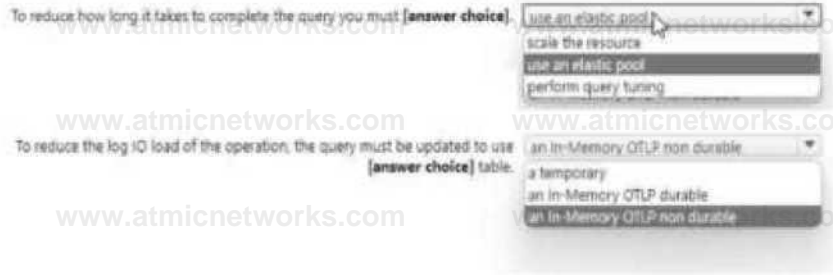 To reduce how long it takes to complete the query you must [answer choice]. use an elastic pool
scale the resource
use an elastic pool
perform query tuning
www.atmicnetworks.com
To reduce the log IO load of the operation, the query must be updated to use an In-Memory OTLP non durable
[answer choice] table.
a temporary
an In-Memory OTLP durable
an In-Memory OTLP non durable
www.atmicnetworks.com